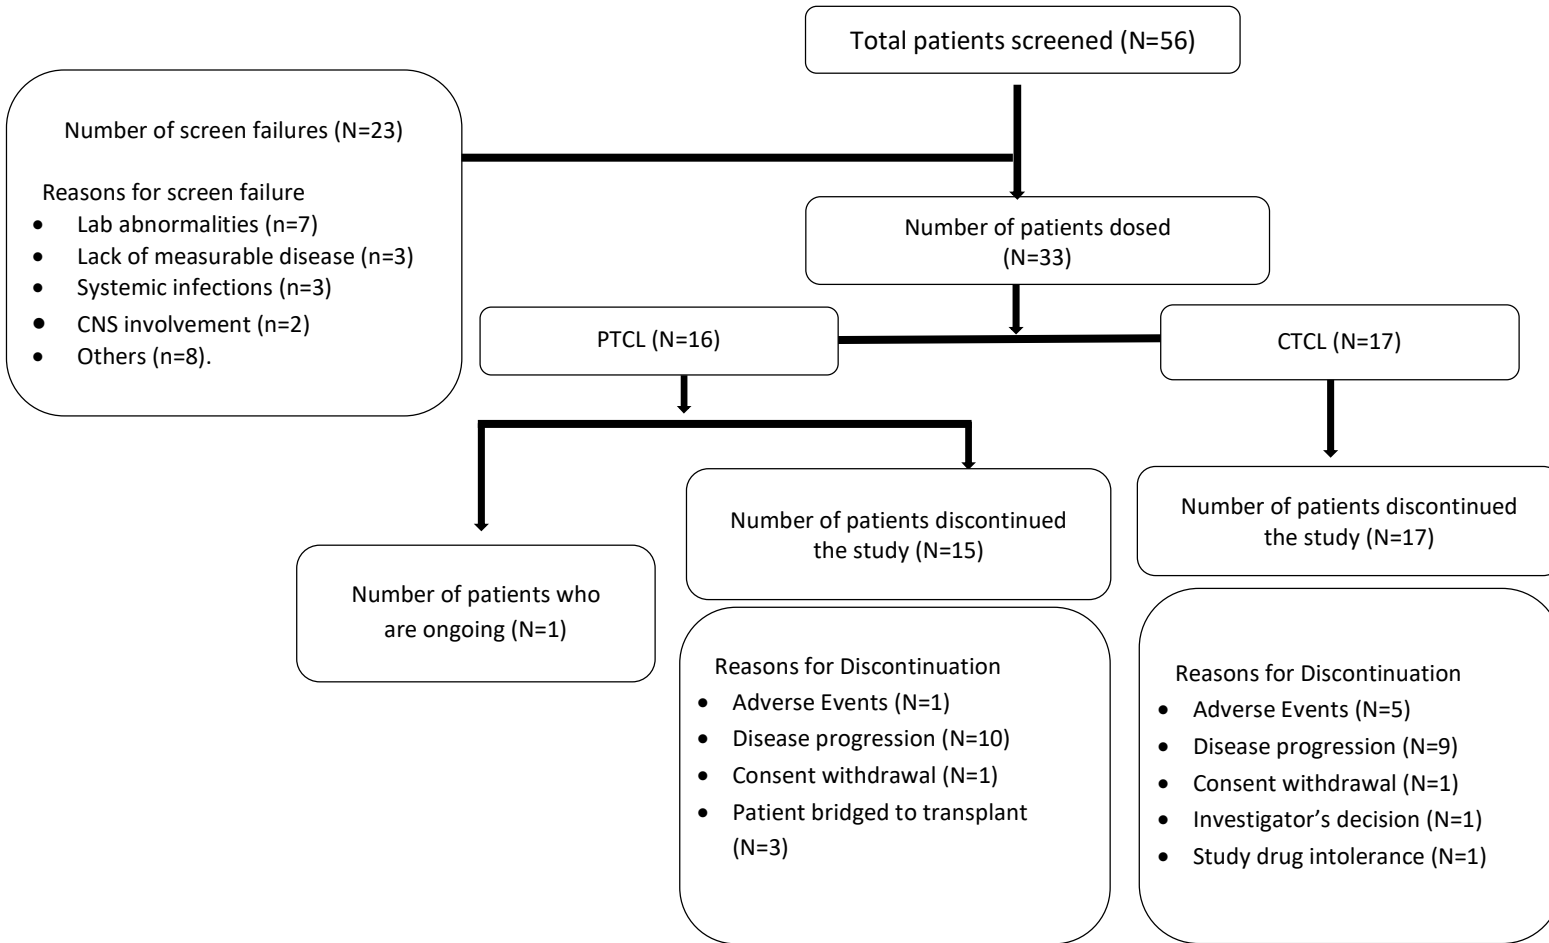 Total patients screened (N=56)
Number of screen failures (N=23)
Reasons for screen failure
• Lab abnormalities (n=7)
• Lack of measurable disease (n=3)
• Systemic infections (n=3)
• CNS involvement (n=2)
• Others (n=8).
Number of patients dosed
(N=33)
PTCL (N=16)
CTCL (N=17)
Number of patients who
are ongoing (N=1)
Number of patients discontinued
the study (N=15)
Reasons for Discontinuation
• Adverse Events (N=1)
• Disease progression (N=10)
• Consent withdrawal (N=1)
• Patient bridged to transplant
(N=3)
Number of patients discontinued
the study (N=17)
Reasons for Discontinuation
• Adverse Events (N=5)
• Disease progression (N=9)
• Consent withdrawal (N=1)
• Investigator’s decision (N=1)
• Study drug intolerance (N=1)